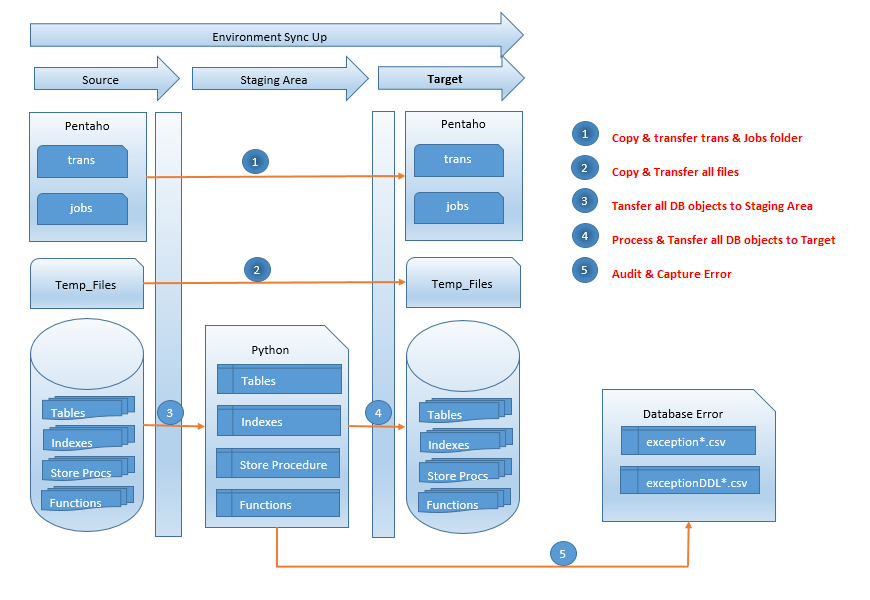 Environment Sync Up
Source
Staging Area
Target
Pentaho
trans
jobs
1
Pentaho
trans
jobs
1
Copy & transfer trans & Jobs folder
2
Copy & Transfer all files
3
Tansfer all DB objects to Staging Area
4
Process & Tansfer all DB objects to Target
5
Audit & Capture Error
Temp_Files
2
Temp_Files
Tables
Indexes
Store Procs
Functions
3
Python
Tables
Indexes
Store Procedure
Functions
4
Tables
Indexes
Store Procs
Functions
Database Error
exception*.csv
exceptionDDL*.csv
5